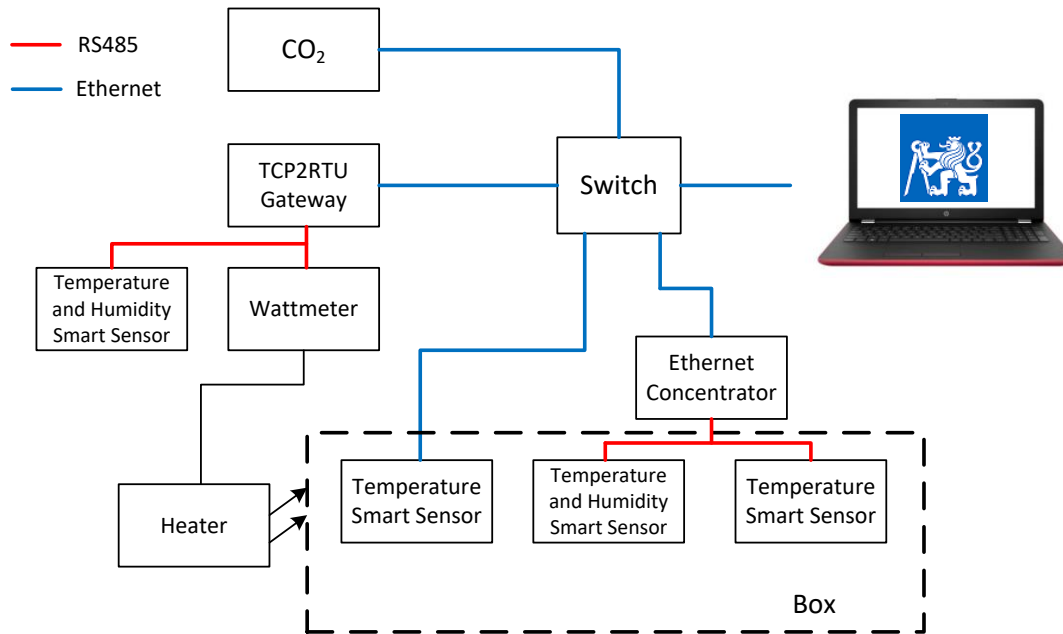 RS485
Ethernet
CO₂
TCP2RTU
Gateway
Switch
Temperature
and Humidity
Smart Sensor
Wattmeter
Ethernet
Concentrator
Heater
Temperature
Smart Sensor
Temperature
and Humidity
Smart Sensor
Temperature
Smart Sensor
Box